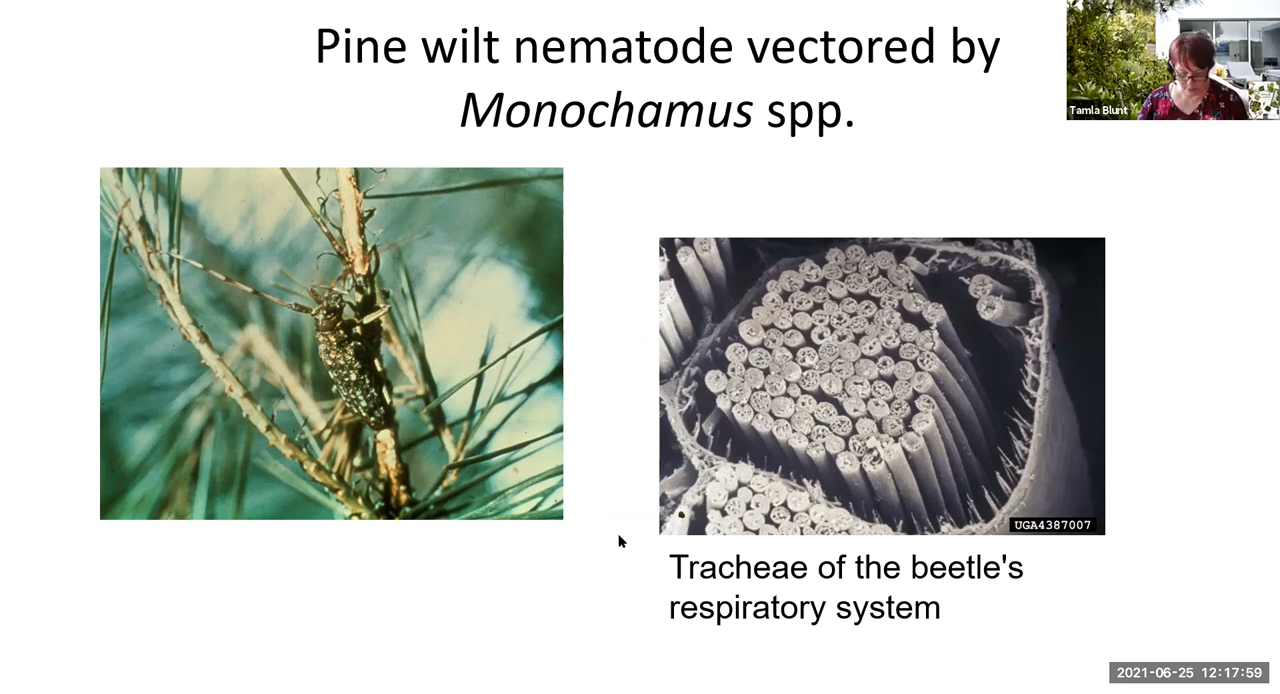 Pine wilt nematode vectored by
Monochamus spp.
Tamla Blunt
UGA4387007
Tracheae of the beetle's
respiratory system
2021-06-25 12:17:59